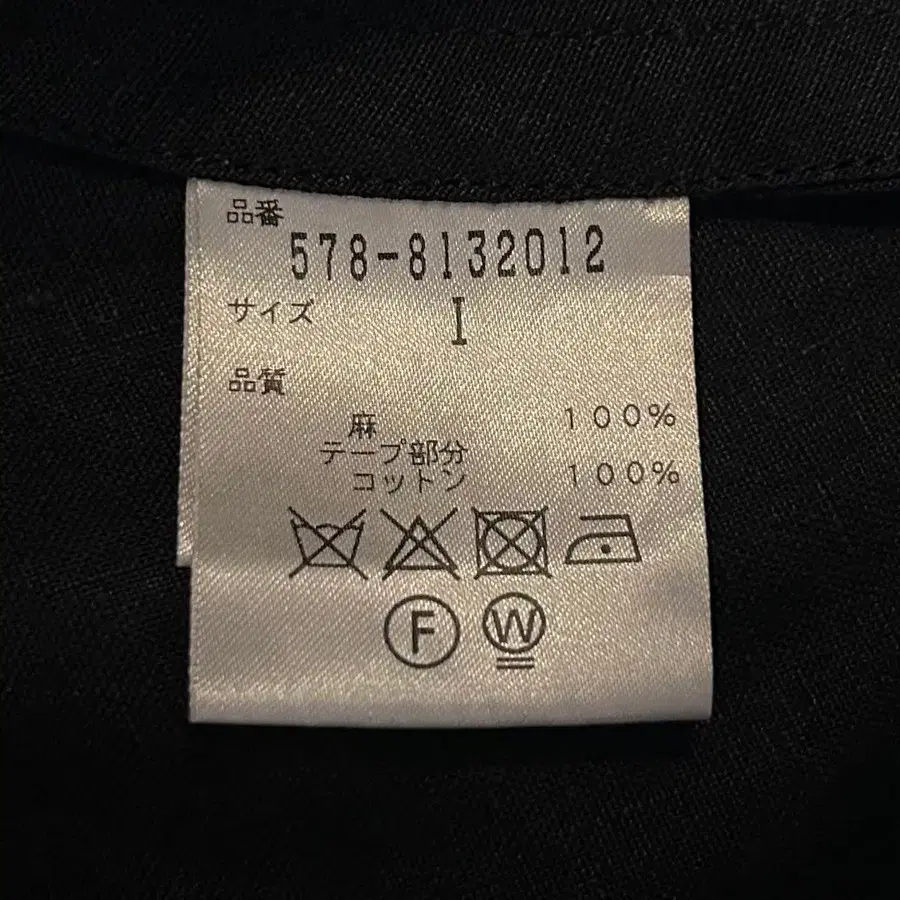 品番
578-8132012
サイズ I
品質
麻 100%
テープ部分
コットン 100%
F W